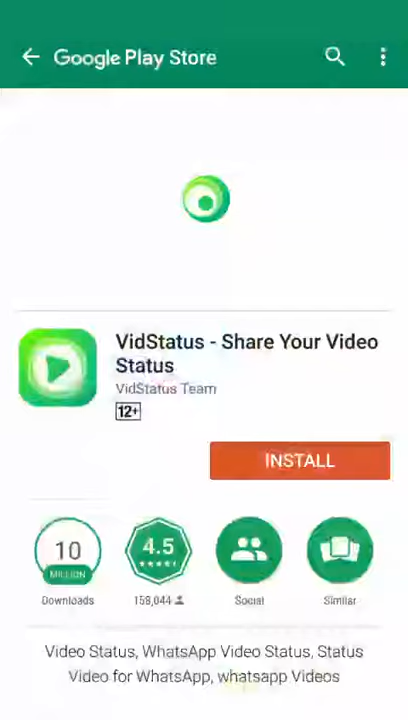 Google Play Store
VidStatus - Share Your Video
Status
VidStatus Team
12+
INSTALL
10
MILLION
4.5
Downloads
158,044
Social
Similar
Video Status, WhatsApp Video Status, Status
Video for WhatsApp, whatsapp Videos